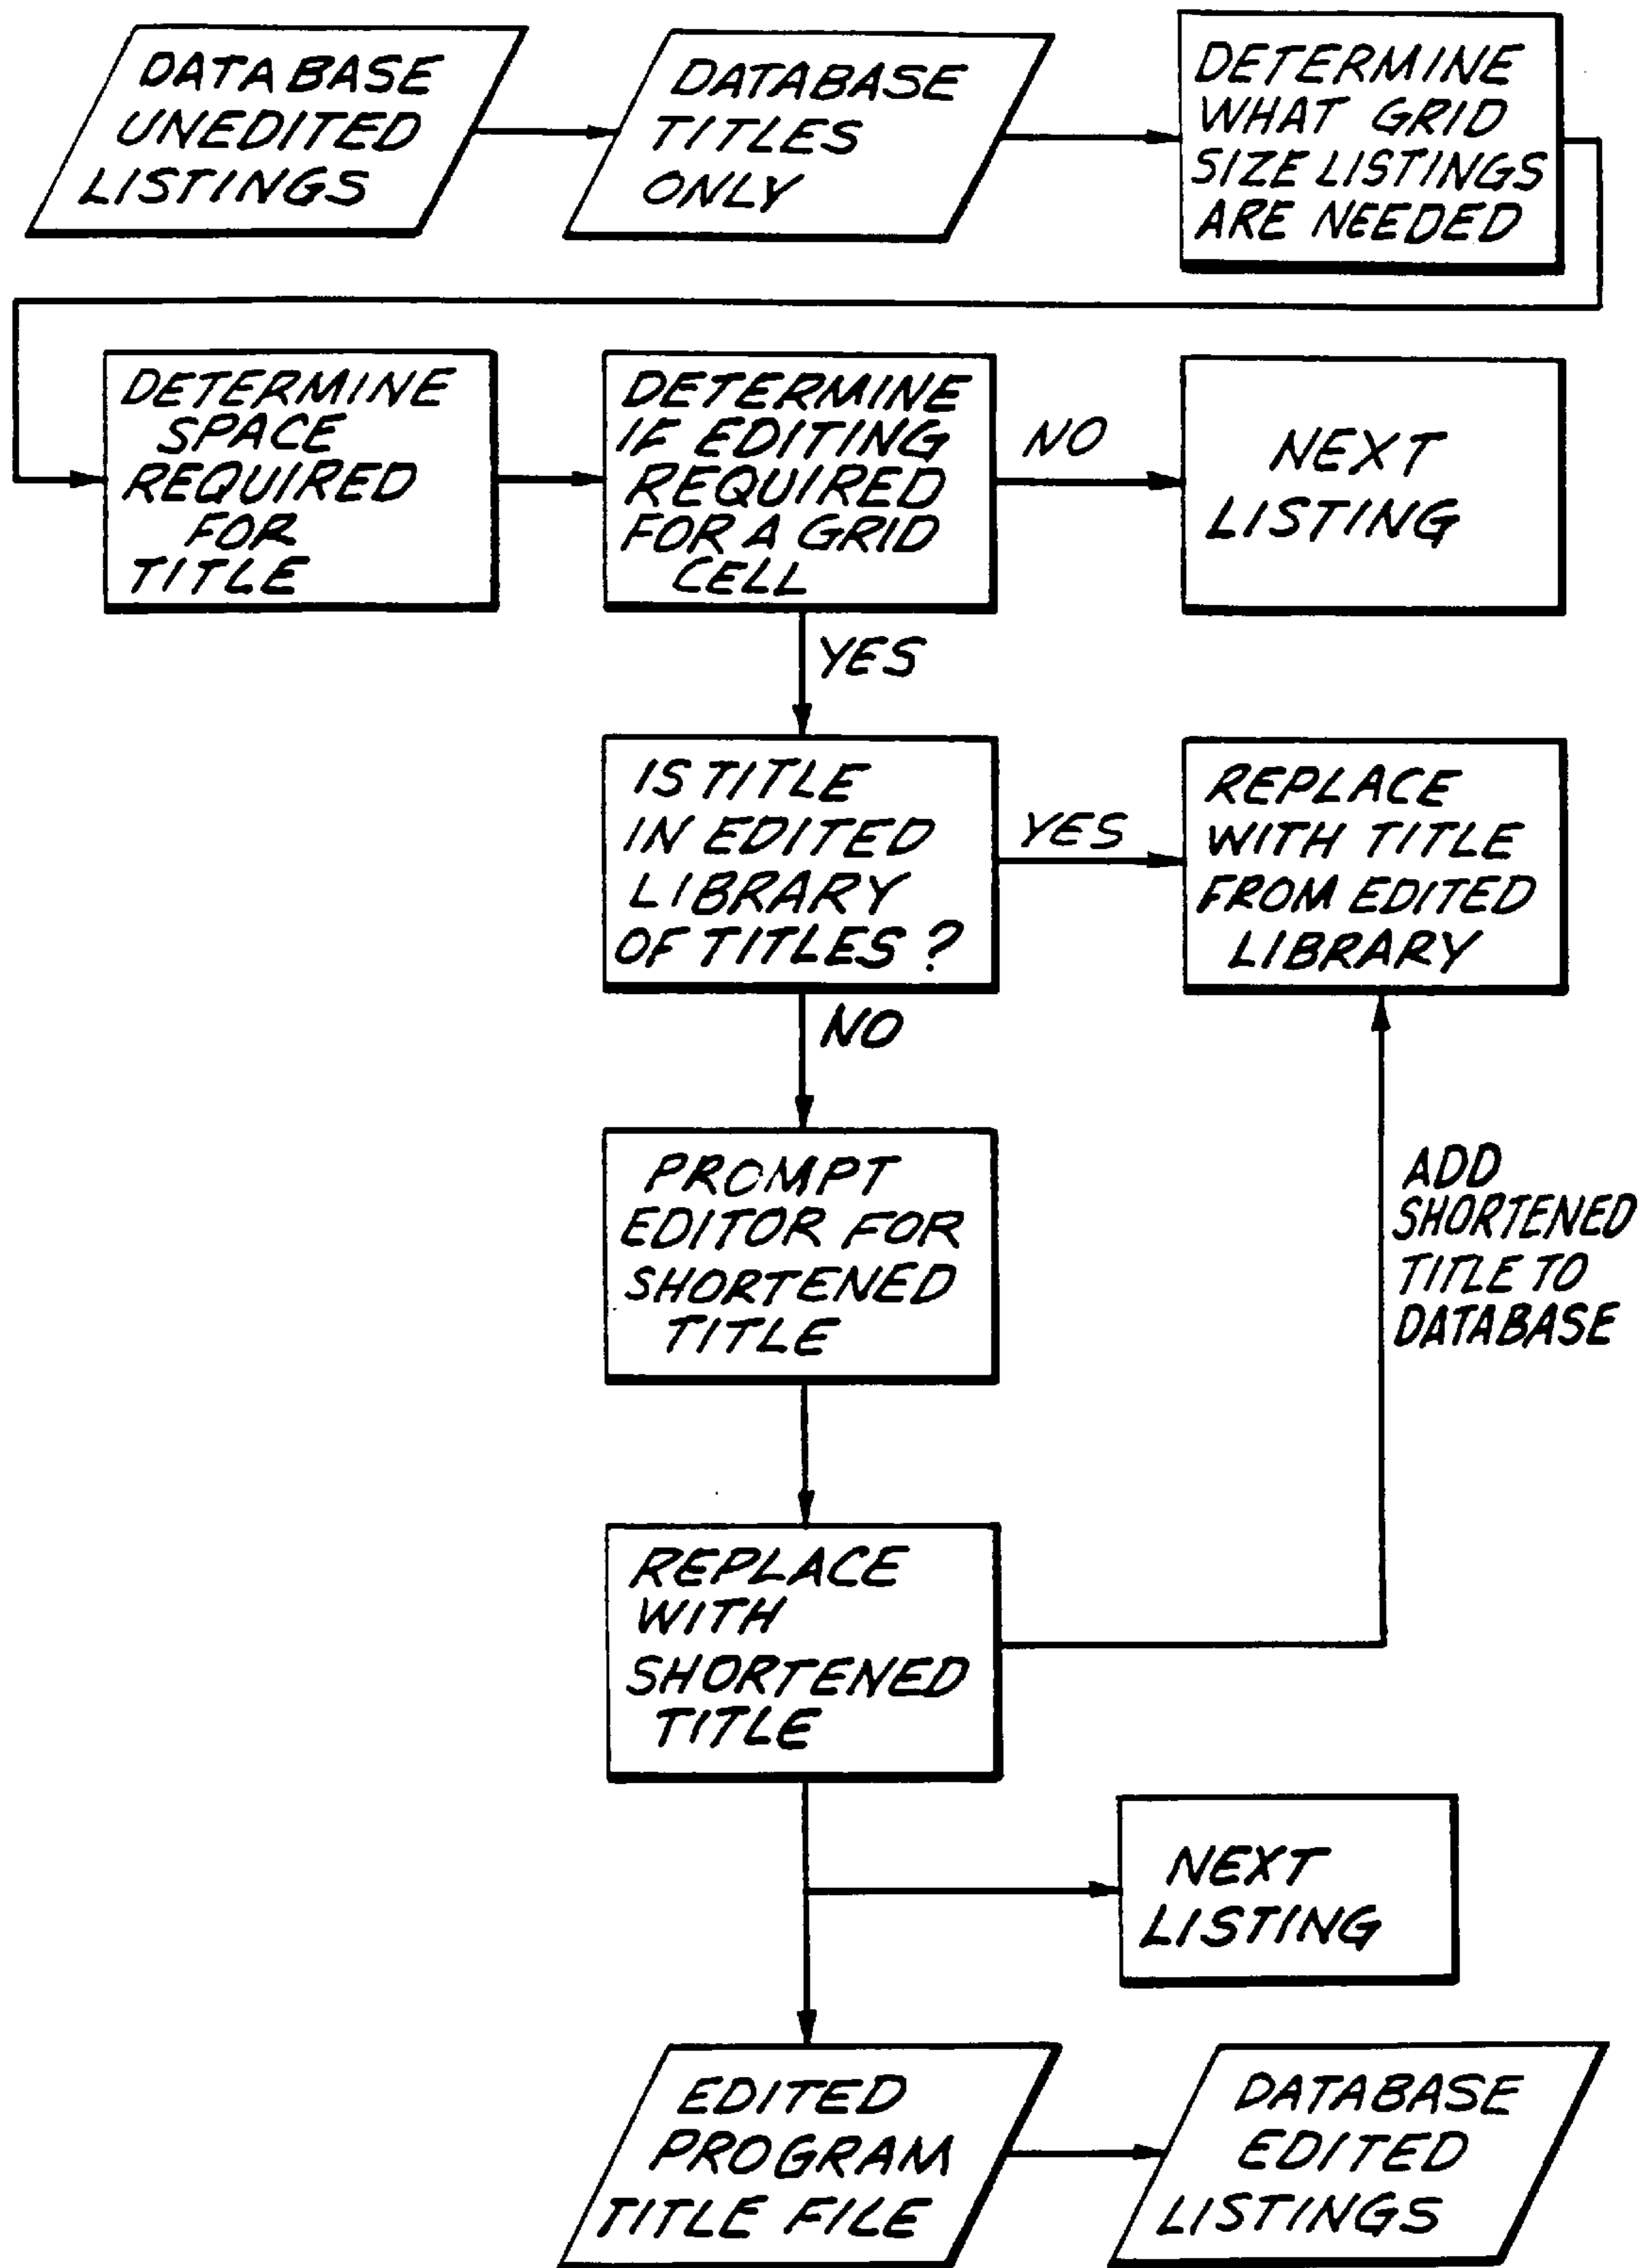 DATABASE
UNEDITED
LISTINGS
DATABASE
TITLES
ONLY
DETERMINE
WHAT GRID
SIZE LISTINGS
ARE NEEDED
DETERMINE
SPACE
REQUIRED
FOR
TITLE
DETERMINE
IF EDITING
REQUIRED
FOR A GRID
CELL
NO
NEXT
LISTING
YES
IS TITLE
IN EDITED
LIBRARY
OF TITLES ?
YES
REPLACE
WITH TITLE
FROM EDITED
LIBRARY
NO
PROMPT
EDITOR FOR
SHORTENED
TITLE
ADD
SHORTENED
TITLE TO
DATABASE
REPLACE
WITH
SHORTENED
TITLE
NEXT
LISTING
EDITED
PROGRAM
TITLE FILE
DATABASE
EDITED
LISTINGS